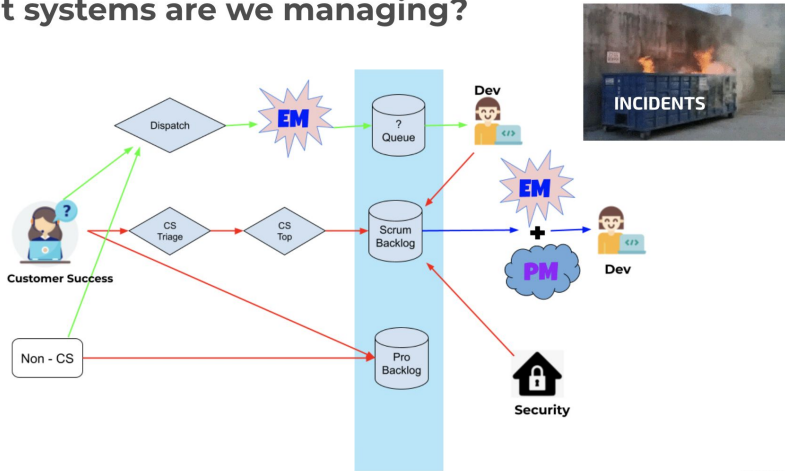 t systems are we managing?
INCIDENTS
Dev
Dispatch
EM
?
Queue
</>
EM
?
CS
Triage
CS
Top
Scrum
Backlog
+
</>
Customer Success
PM
Dev
Non - CS
Pro
Backlog
Security